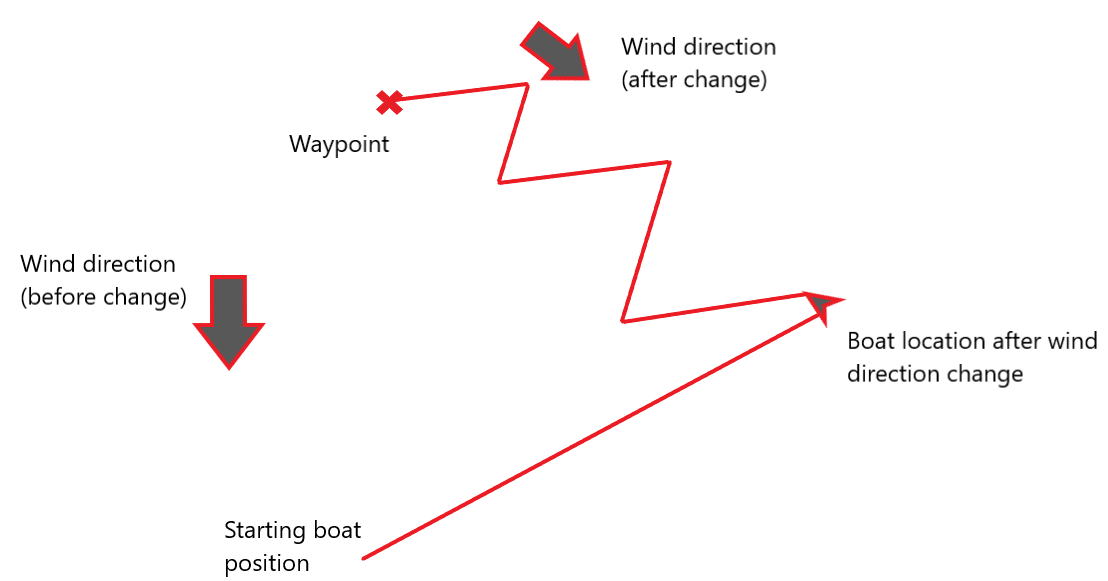 Wind direction
(after change)
Waypoint
Wind direction
(before change)
Boat location after wind
direction change
Starting boat
position